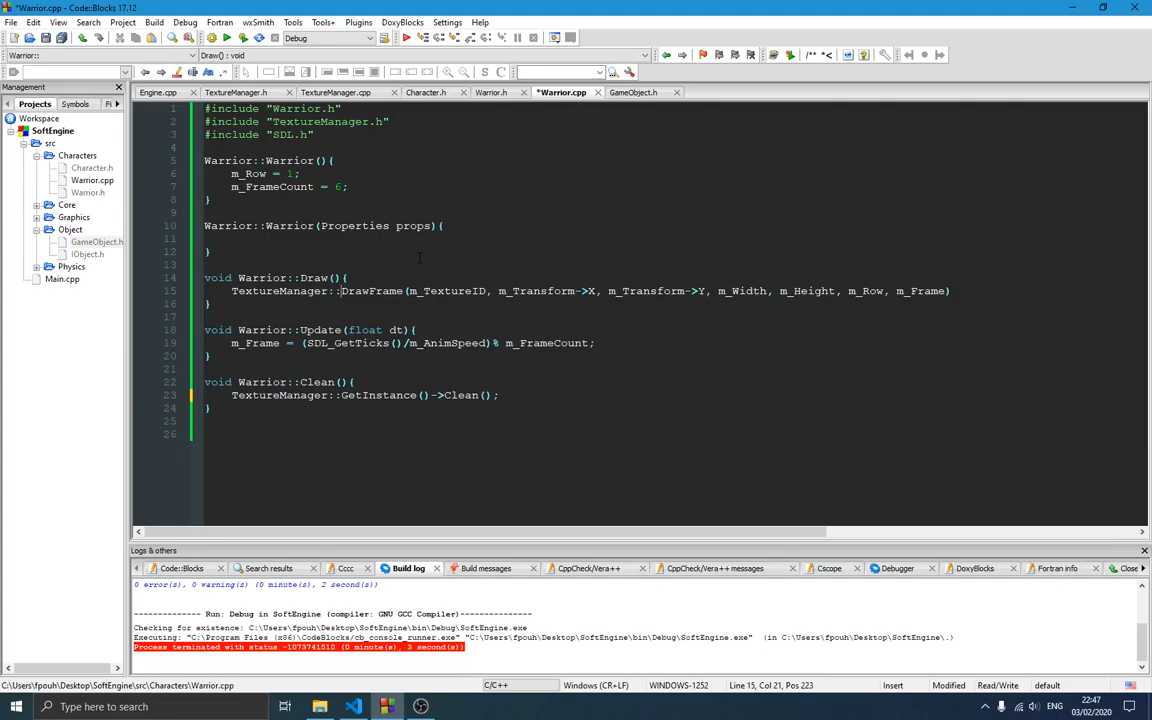 *Warrior.cpp - Code::Blocks 17.12
File Edit View Search Project Build Debug Fortran wxSmith Tools Tools+ Plugins DoxyBlocks Settings Help
Debug
Warrior:: Draw() : void
Management
Projects Symbols Fi
Workspace
SoftEngine
src
Characters
Character.h
Warrior.cpp
Warrior.h
Core
Graphics
Object
GameObject.h
IObject.h
Physics
Main.cpp
Engine.cpp TextureManager.h TextureManager.cpp Character.h Warrior.h *Warrior.cpp GameObject.h
1 #include "Warrior.h"
2 #include "TextureManager.h"
3 #include "SDL.h"
4
5 Warrior::Warrior(){
6 m_Row = 1;
7 m_FrameCount = 6;
8 }
9
10 Warrior::Warrior(Properties props){
11
12 }
13
14 void Warrior::Draw(){
15 TextureManager::DrawFrame(m_TextureID, m_Transform->X, m_Transform->Y, m_Width, m_Height, m_Row, m_Frame)
16 }
17
18 void Warrior::Update(float dt){
19 m_Frame = (SDL_GetTicks()/m_AnimSpeed)% m_FrameCount;
20 }
21
22 void Warrior::Clean(){
23 TextureManager::GetInstance()->Clean();
24 }
25
26
Logs & others
Code::Blocks Search results Cccc Build log Build messages CppCheck/Vera++ CppCheck/Vera++ messages Cscope Debugger DoxyBlocks Fortran info Close
0 error(s), 0 warning(s) (0 minute(s), 2 second(s))
-------------- Run: Debug in SoftEngine (compiler: GNU GCC Compiler)---------------
Checking for existence: C:\Users\fpouh\Desktop\SoftEngine\bin\Debug\SoftEngine.exe
Executing: "C:\Program Files (x86)\CodeBlocks/cb_console_runner.exe" "C:\Users\fpouh\Desktop\SoftEngine\bin\Debug\SoftEngine.exe" (in C:\Users\fpouh\Desktop\SoftEngine\.)
Process terminated with status -1073741510 (0 minute(s), 3 second(s))
C:\Users\fpouh\Desktop\SoftEngine\src\Characters\Warrior.cpp C/C++ Windows (CR+LF) WINDOWS-1252 Line 15, Col 21, Pos 223 Insert Modified Read/Write default
Type here to search
ENG
22:47
03/02/2020